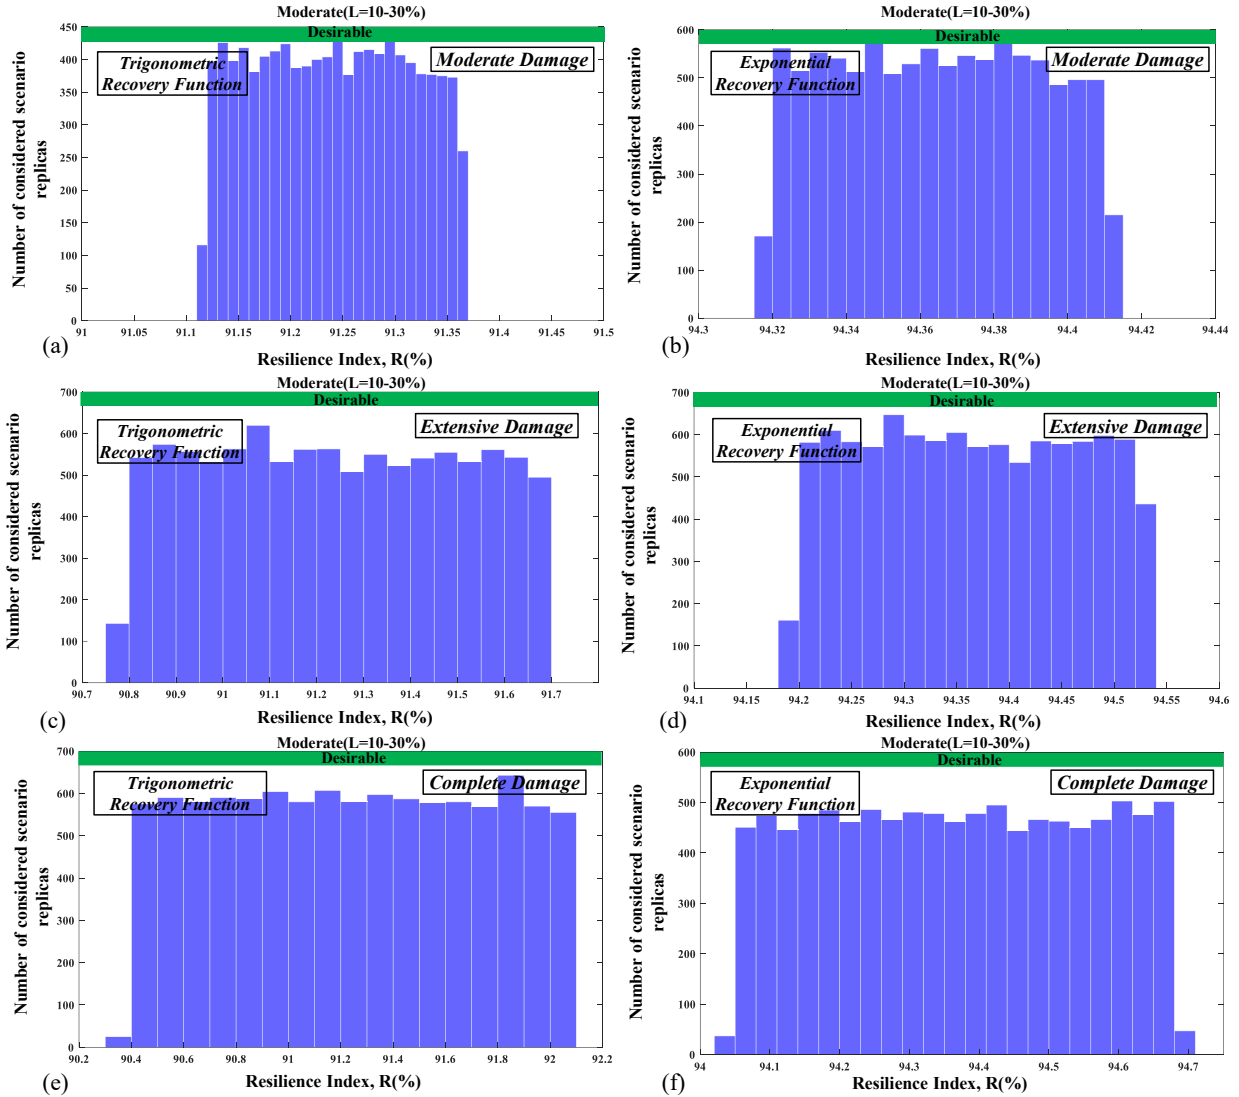 Moderate(L=10-30%)
Desirable
Trigonometric
Recovery Function
Moderate Damage
Number of considered scenario
replicas
450
400
350
300
250
200
150
100
50
0
91 91.05 91.1 91.15 91.2 91.25 91.3 91.35 91.4 91.45 91.5
(a)
Resilience Index, R(%)
Moderate(L=10-30%)
Desirable
Exponential
Recovery Function
Moderate Damage
Number of considered scenario
replicas
600
500
400
300
200
100
0
94.3 94.32 94.34 94.36 94.38 94.4 94.42 94.44
(b)
Resilience Index, R(%)
Moderate(L=10-30%)
Desirable
Trigonometric
Recovery Function
Extensive Damage
Number of considered scenario
replicas
700
600
500
400
300
200
100
0
90.7 90.8 90.9 91 91.1 91.2 91.3 91.4 91.5 91.6 91.7
(c)
Resilience Index, R(%)
Moderate(L=10-30%)
Desirable
Exponential
Recovery Function
Extensive Damage
Number of considered scenario
replicas
700
600
500
400
300
200
100
0
94.1 94.15 94.2 94.25 94.3 94.35 94.4 94.45 94.5 94.55 94.6
(d)
Resilience Index, R(%)
Moderate(L=10-30%)
Desirable
Trigonometric
Recovery Function
Complete Damage
Number of considered scenario
replicas
700
600
500
400
300
200
100
0
90.2 90.4 90.6 90.8 91 91.2 91.4 91.6 91.8 92 92.2
(e)
Resilience Index, R(%)
Moderate(L=10-30%)
Desirable
Exponential
Recovery Function
Complete Damage
Number of considered scenario
replicas
600
500
400
300
200
100
0
94 94.1 94.2 94.3 94.4 94.5 94.6 94.7
(f)
Resilience Index, R(%)